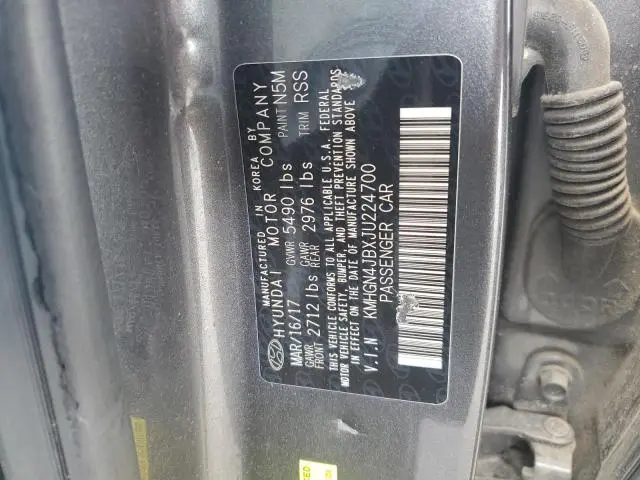 MANUFACTURED IN KOREA BY
HYUNDAI MOTOR COMPANY
MAR/16/17 GVWR 5490 lbs PAINT N5M
GAWR FRONT 2712 lbs GAWR REAR 2976 lbs TRIM RSS
THIS VEHICLE CONFORMS TO ALL APPLICABLE U.S.A. FEDERAL
MOTOR VEHICLE SAFETY, BUMPER, AND THEFT PREVENTION STANDARDS
IN EFFECT ON THE DATE OF MANUFACTURE SHOWN ABOVE
V.I.N KMHGN4JBXJU224700
PASSENGER CAR